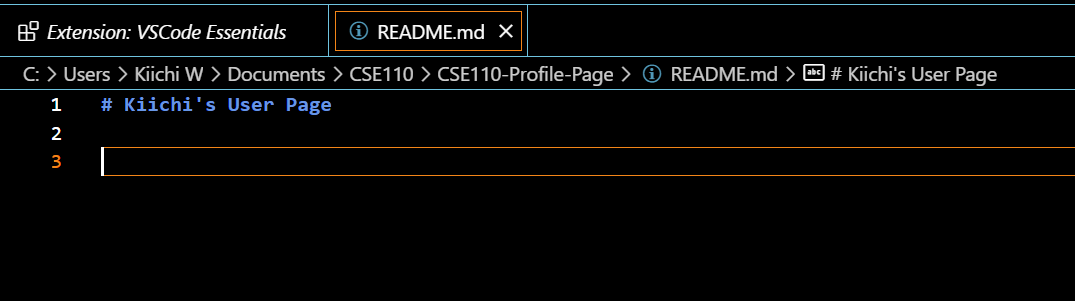 Extension: VSCode Essentials README.md
C: > Users > Kiichi W > Documents > CSE110 > CSE110-Profile-Page > README.md > abc # Kiichi's User Page
1 # Kiichi's User Page
2
3